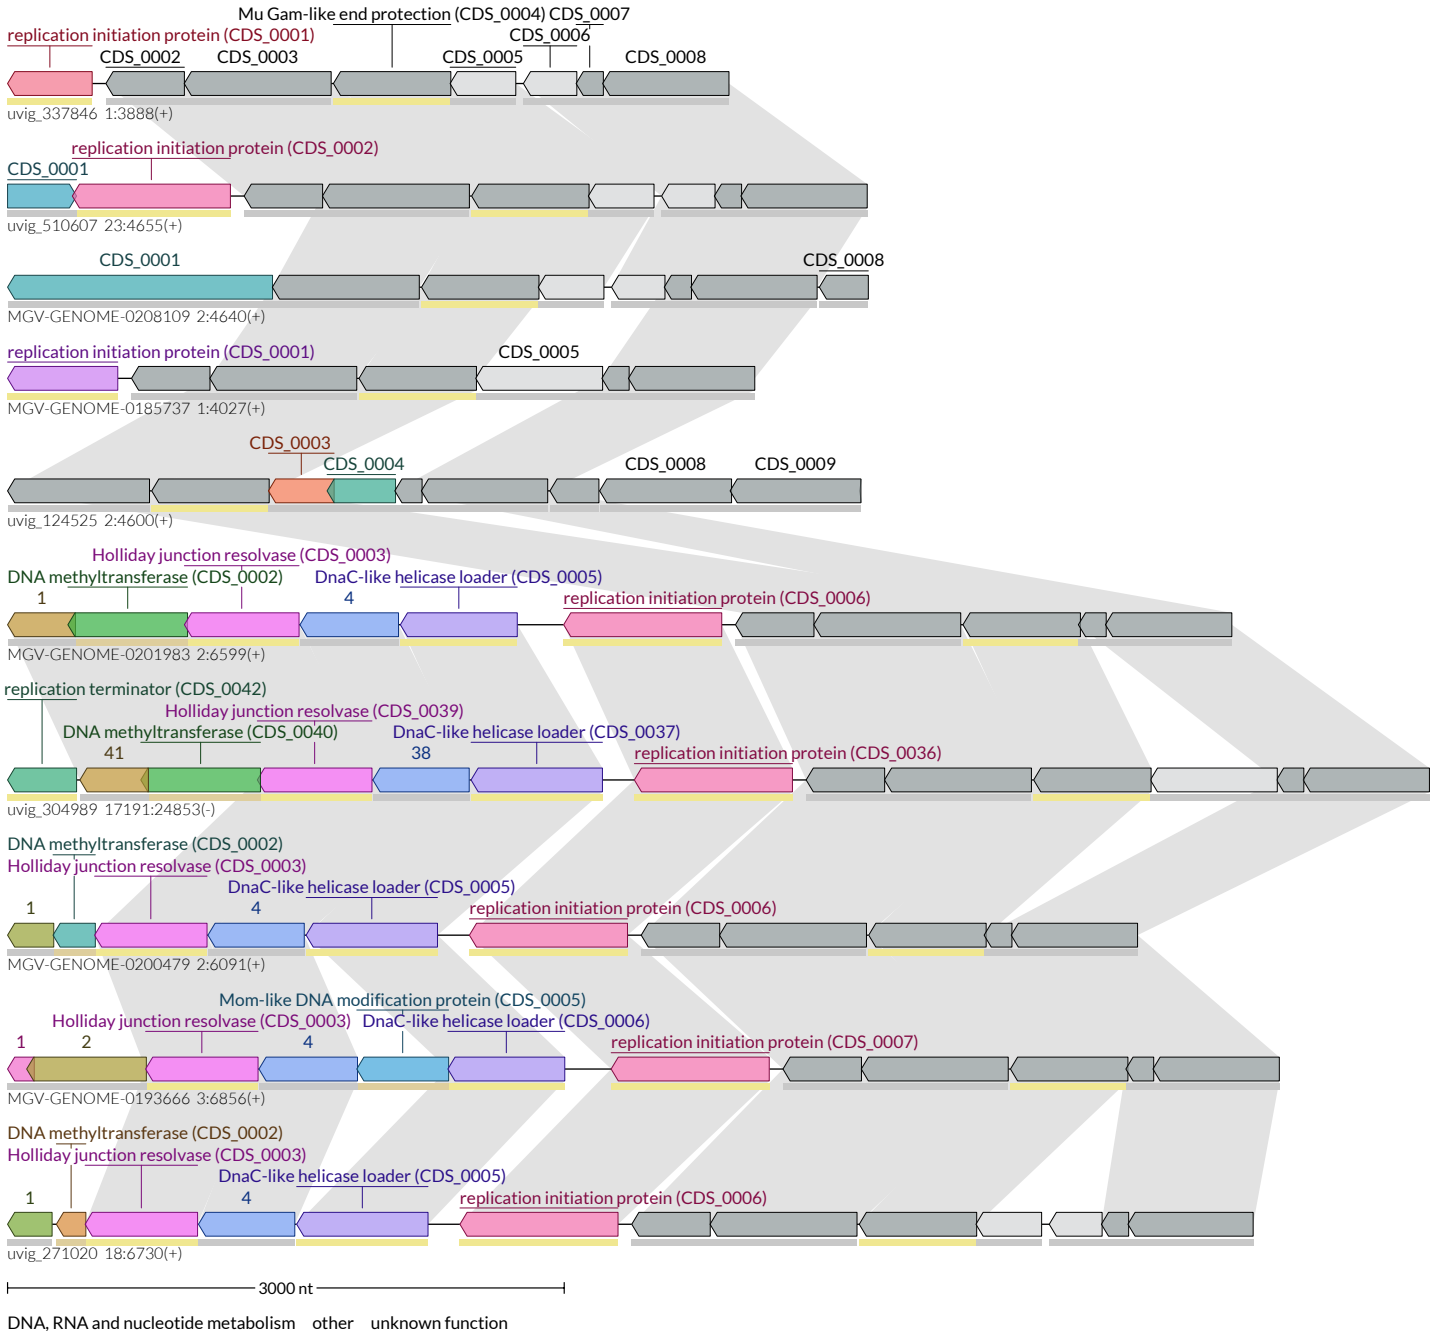 Mu Gam-like end protection (CDS_0004) CDS_0007
replication initiation protein (CDS_0001) CDS_0006
CDS_0002 CDS_0003 CDS_0005 CDS_0008
uvig_337846 1:3888(+)
replication initiation protein (CDS_0002)
CDS_0001
uvig_510607 23:4655(+)
CDS_0001 CDS_0008
MGV-GENOME-0208109 2:4640(+)
replication initiation protein (CDS_0001) CDS_0005
MGV-GENOME-0185737 1:4027(+)
CDS_0003
CDS_0004 CDS_0008 CDS_0009
uvig_124525 2:4600(+)
Holliday junction resolvase (CDS_0003)
DNA methyltransferase (CDS_0002) DnaC-like helicase loader (CDS_0005)
1 4 replication initiation protein (CDS_0006)
MGV-GENOME-0201983 2:6599(+)
replication terminator (CDS_0042)
Holliday junction resolvase (CDS_0039)
DNA methyltransferase (CDS_0040) DnaC-like helicase loader (CDS_0037)
41 38 replication initiation protein (CDS_0036)
uvig_304989 17191:24853(-)
DNA methyltransferase (CDS_0002)
Holliday junction resolvase (CDS_0003)
DnaC-like helicase loader (CDS_0005)
1 4 replication initiation protein (CDS_0006)
MGV-GENOME-0200479 2:6091(+)
Mom-like DNA modification protein (CDS_0005)
Holliday junction resolvase (CDS_0003) DnaC-like helicase loader (CDS_0006)
1 2 4 replication initiation protein (CDS_0007)
MGV-GENOME-0193666 3:6856(+)
DNA methyltransferase (CDS_0002)
Holliday junction resolvase (CDS_0003)
DnaC-like helicase loader (CDS_0005)
1 4 replication initiation protein (CDS_0006)
uvig_271020 18:6730(+)
3000 nt
DNA, RNA and nucleotide metabolism other unknown function